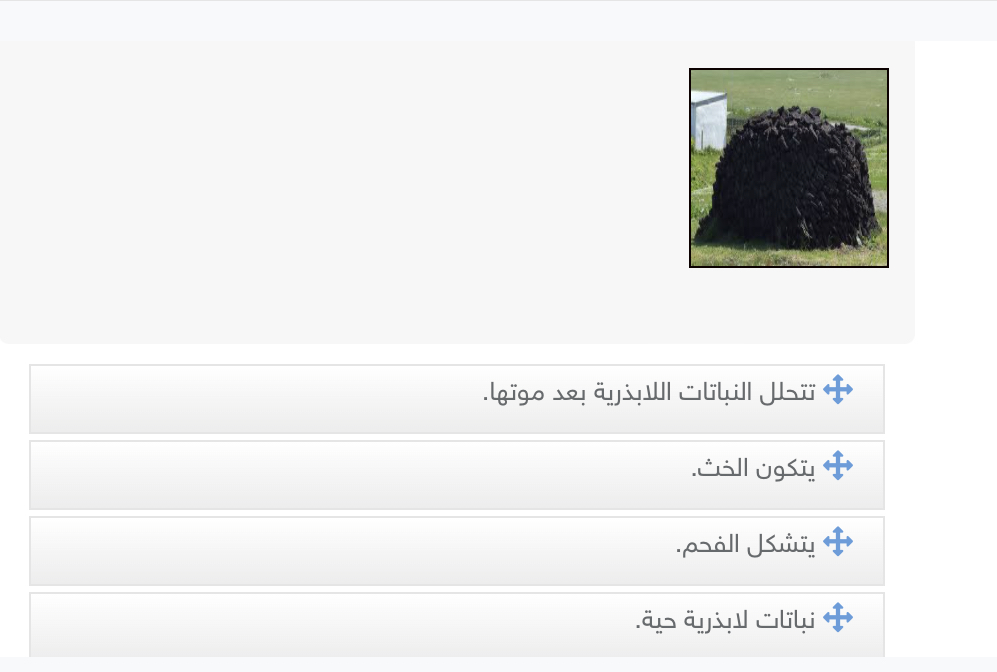 تتحلل النباتات اللابذرية بعد موتها.
يتكون الخث.
يتشكل الفحم.
نباتات لابذرية حية.